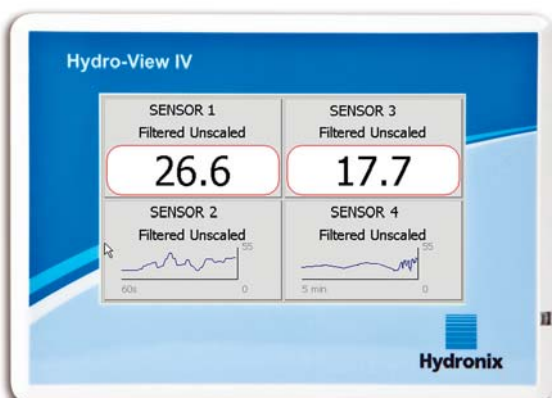 Hydro-View IV
SENSOR 1
Filtered Unscaled
26.6
SENSOR 3
Filtered Unscaled
17.7
SENSOR 2
Filtered Unscaled
55
60s
0
SENSOR 4
Filtered Unscaled
55
5 min
0
Hydronix